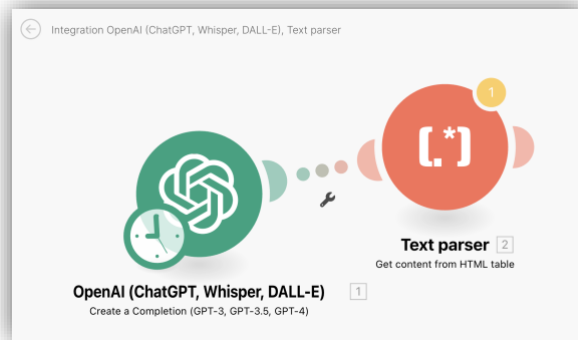 Integration OpenAI (ChatGPT, Whisper, DALL-E), Text parser
1
(.*)
Text parser 2
Get content from HTML table
OpenAI (ChatGPT, Whisper, DALL-E) 1
Create a Completion (GPT-3, GPT-3.5, GPT-4)